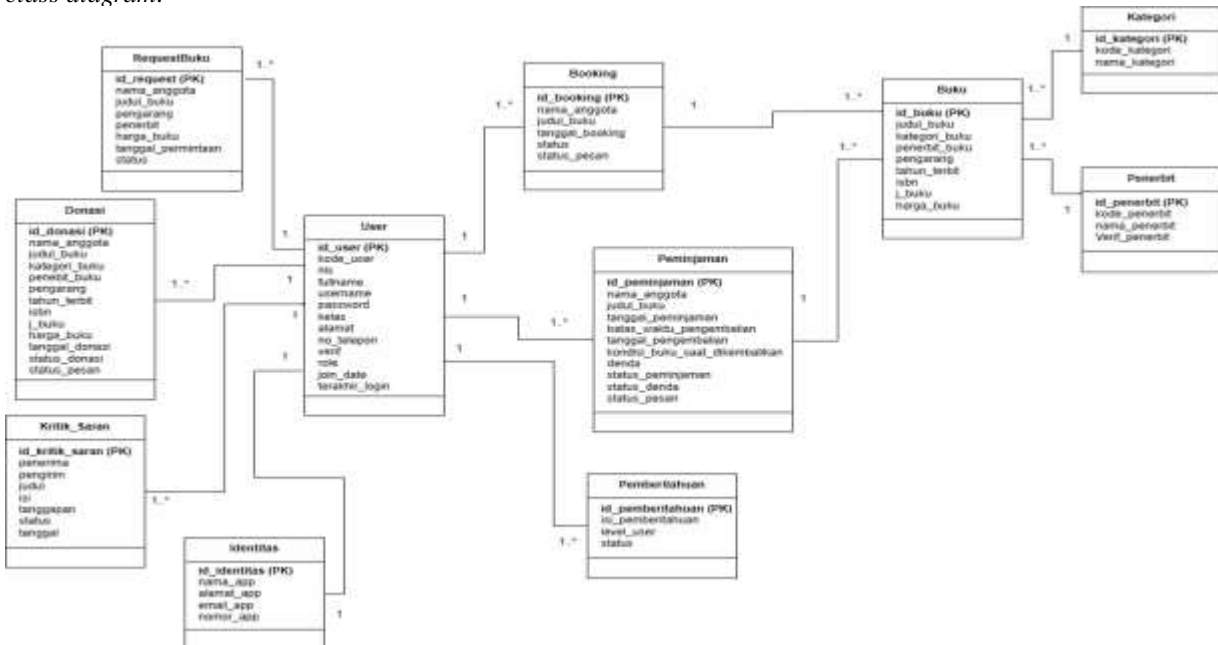 class diagram.
RequestBuku
id_request (PK)
nama_anggota
judul_buku
pengarang
penerbit
harga_buku
tanggal_permintaan
status
1..*
1
Donasi
id_donasi (PK)
nama_anggota
judul_buku
kategori_buku
penebit_buku
pengarang
tahun_terbit
isbn
j_buku
harga_buku
tanggal_donasi
status_donasi
status_pesan
1..*
1
Kritik_Saran
id_kritik_saran (PK)
penerima
pengirim
judul
isi
tanggapan
status
tanggal
1..*
1
Identitas
id_identitas (PK)
nama_app
alamat_app
email_app
nomor_app
1
1
User
id_user (PK)
kode_user
nis
fullname
username
password
kelas
alamat
no_telepon
verif
role
join_date
terakhir_login
1
1
1
Booking
id_booking (PK)
nama_anggota
judul_buku
tanggal_booking
status
status_pesan
1..*
1
Peminjaman
id_peminjaman (PK)
nama_anggota
judul_buku
tanggal_peminjaman
batas_waktu_pengembalian
tanggal_pengembalian
kondisi_buku_saat_dikembalikan
denda
status_peminjaman
status_denda
status_pesan
1..*
1
Pemberitahuan
id_pemberitahuan (PK)
isi_pemberitahuan
level_user
status
1..*
Buku
id_buku (PK)
judul_buku
kategori_buku
penerbit_buku
pengarang
tahun_terbit
isbn
j_buku
harga_buku
1..*
1..*
1..*
1..*
Kategori
id_kategori (PK)
kode_kategori
nama_kategori
1
Penerbit
id_penerbit (PK)
kode_penerbit
nama_penerbit
Verif_penerbit
1